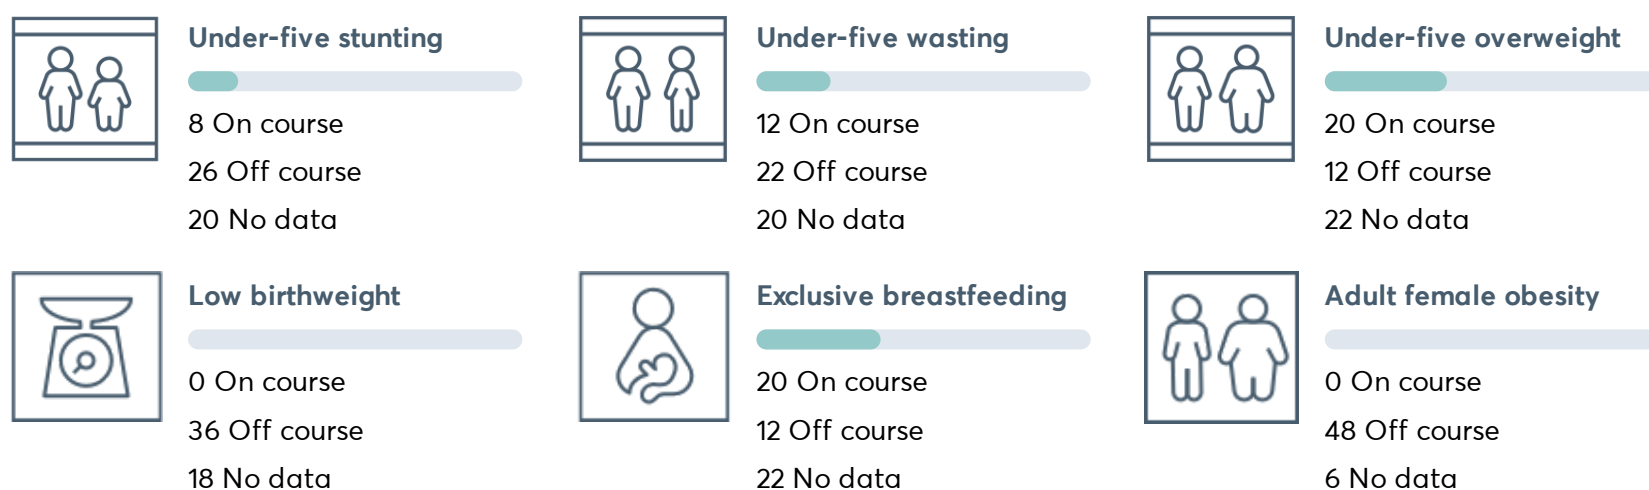 Under-five stunting
8 On course
26 Off course
20 No data
Under-five wasting
12 On course
22 Off course
20 No data
Under-five overweight
20 On course
12 Off course
22 No data
Low birthweight
0 On course
36 Off course
18 No data
Exclusive breastfeeding
20 On course
12 Off course
22 No data
Adult female obesity
0 On course
48 Off course
6 No data